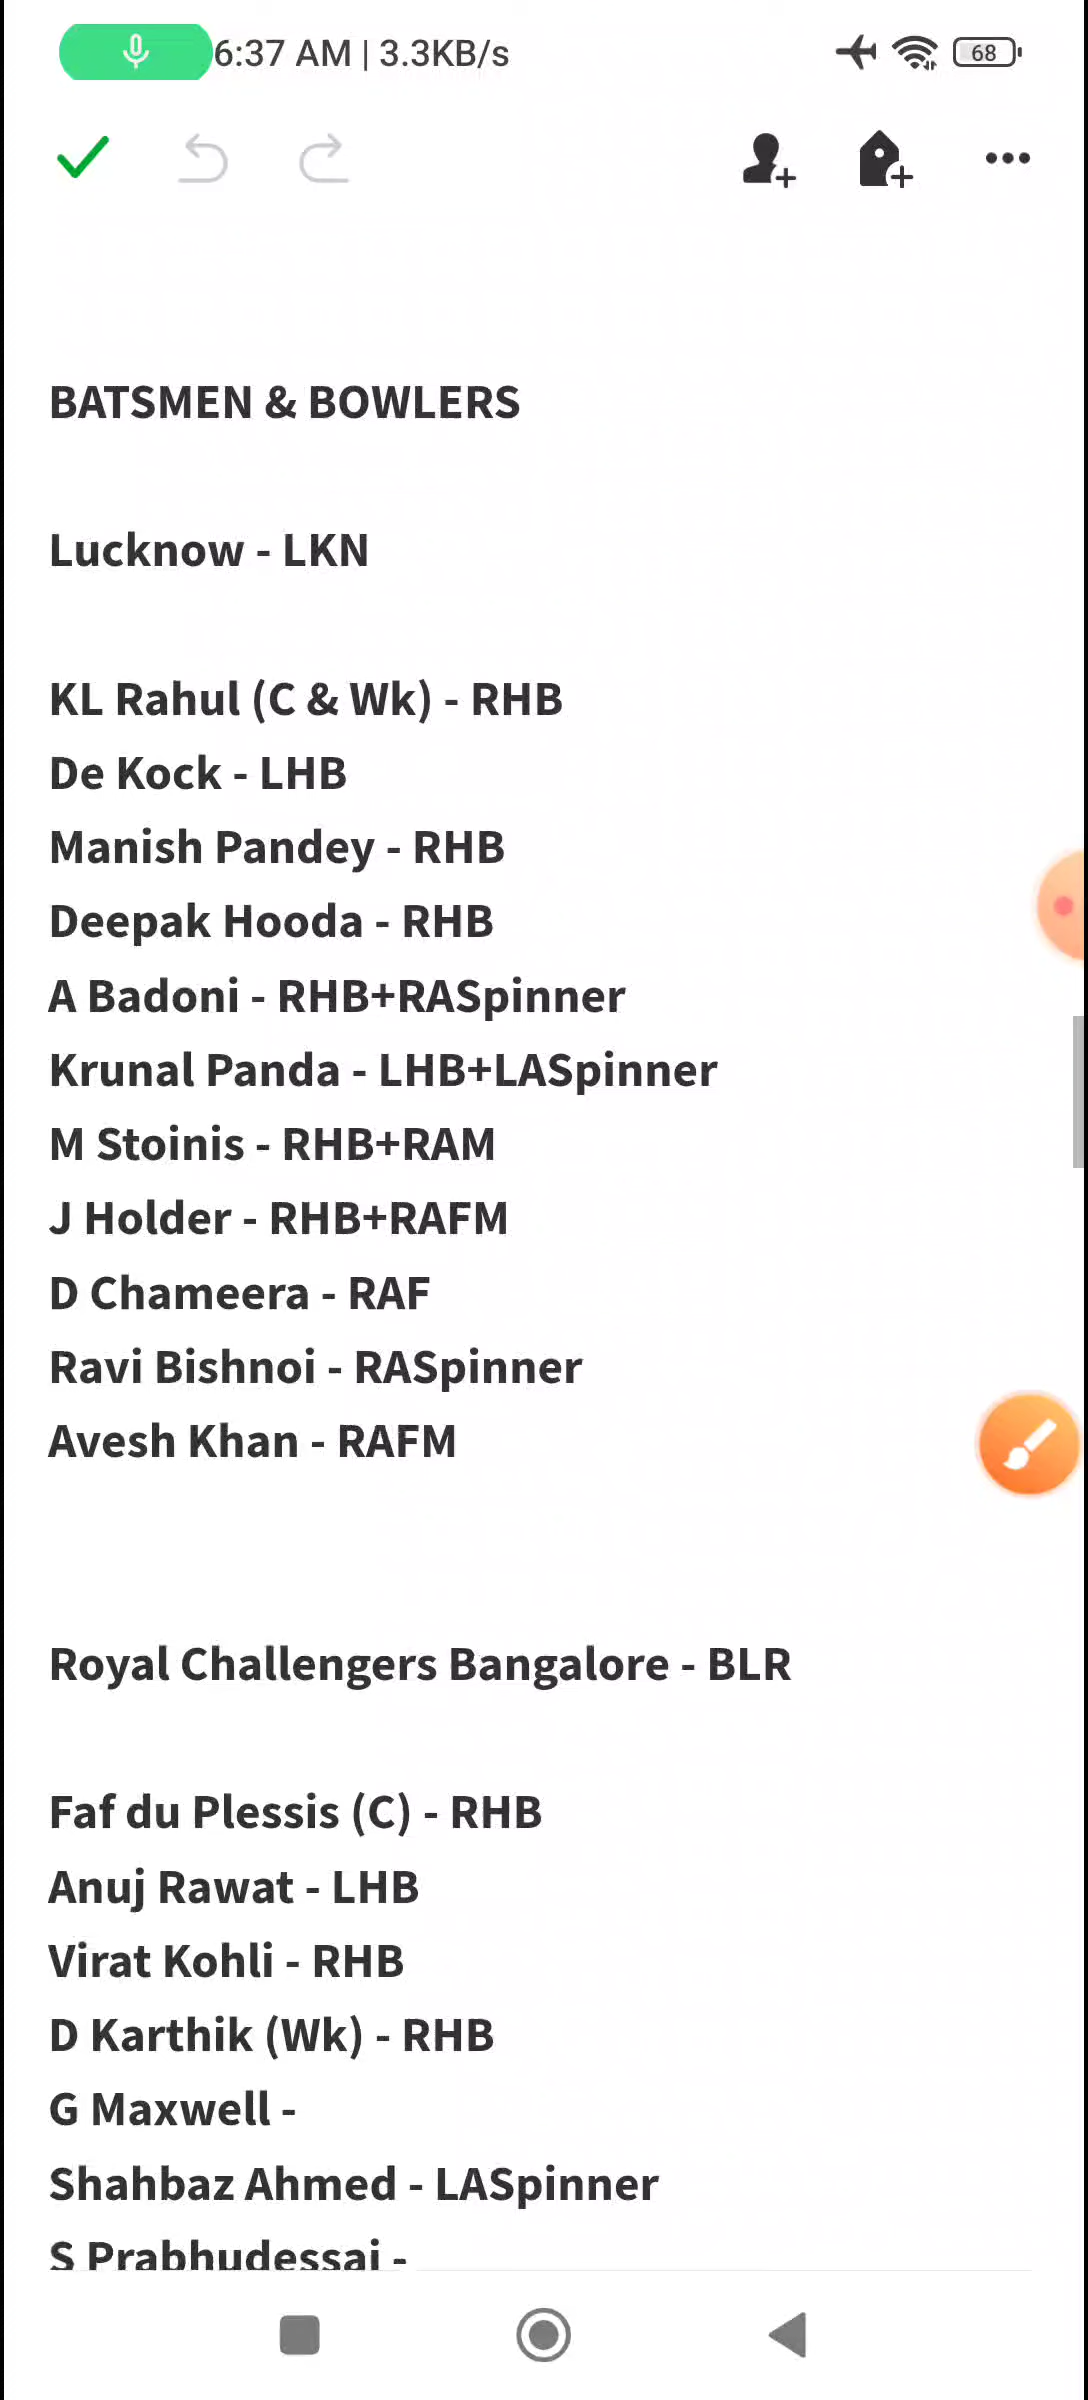 6:37 AM | 3.3KB/s
68
BATSMEN & BOWLERS
Lucknow - LKN
KL Rahul (C & Wk) - RHB
De Kock - LHB
Manish Pandey - RHB
Deepak Hooda - RHB
A Badoni - RHB+RASpinner
Krunal Panda - LHB+LASpinner
M Stoinis - RHB+RAM
J Holder - RHB+RAFM
D Chameera - RAF
Ravi Bishnoi - RASpinner
Avesh Khan - RAFM
Royal Challengers Bangalore - BLR
Faf du Plessis (C) - RHB
Anuj Rawat - LHB
Virat Kohli - RHB
D Karthik (Wk) - RHB
G Maxwell -
Shahbaz Ahmed - LASpinner
S Prabhudessai -